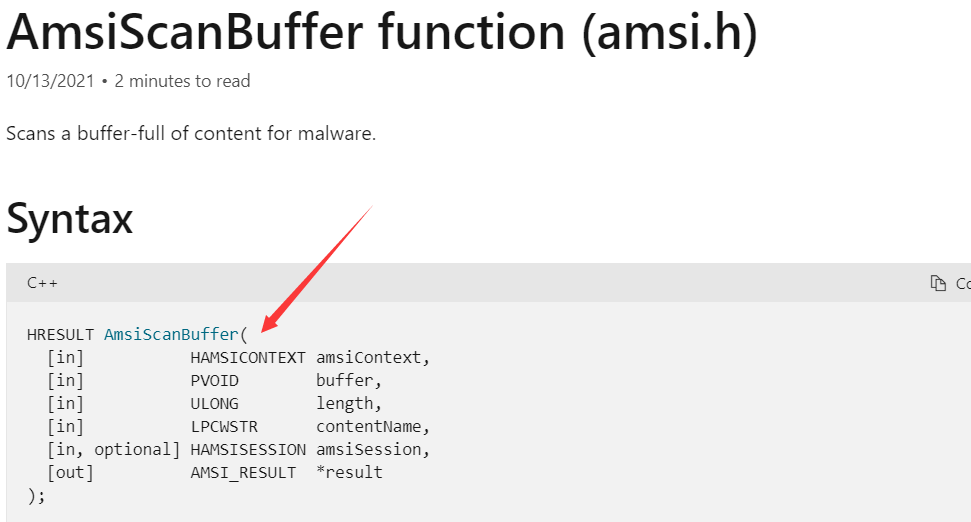 AmsiScanBuffer function (amsi.h)
10/13/2021 • 2 minutes to read
Scans a buffer-full of content for malware.
Syntax
C++ Co
HRESULT AmsiScanBuffer(
[in] HAMSICONTEXT amsiContext,
[in] PVOID buffer,
[in] ULONG length,
[in] LPCWSTR contentName,
[in, optional] HAMSISESSION amsiSession,
[out] AMSI_RESULT *result
);